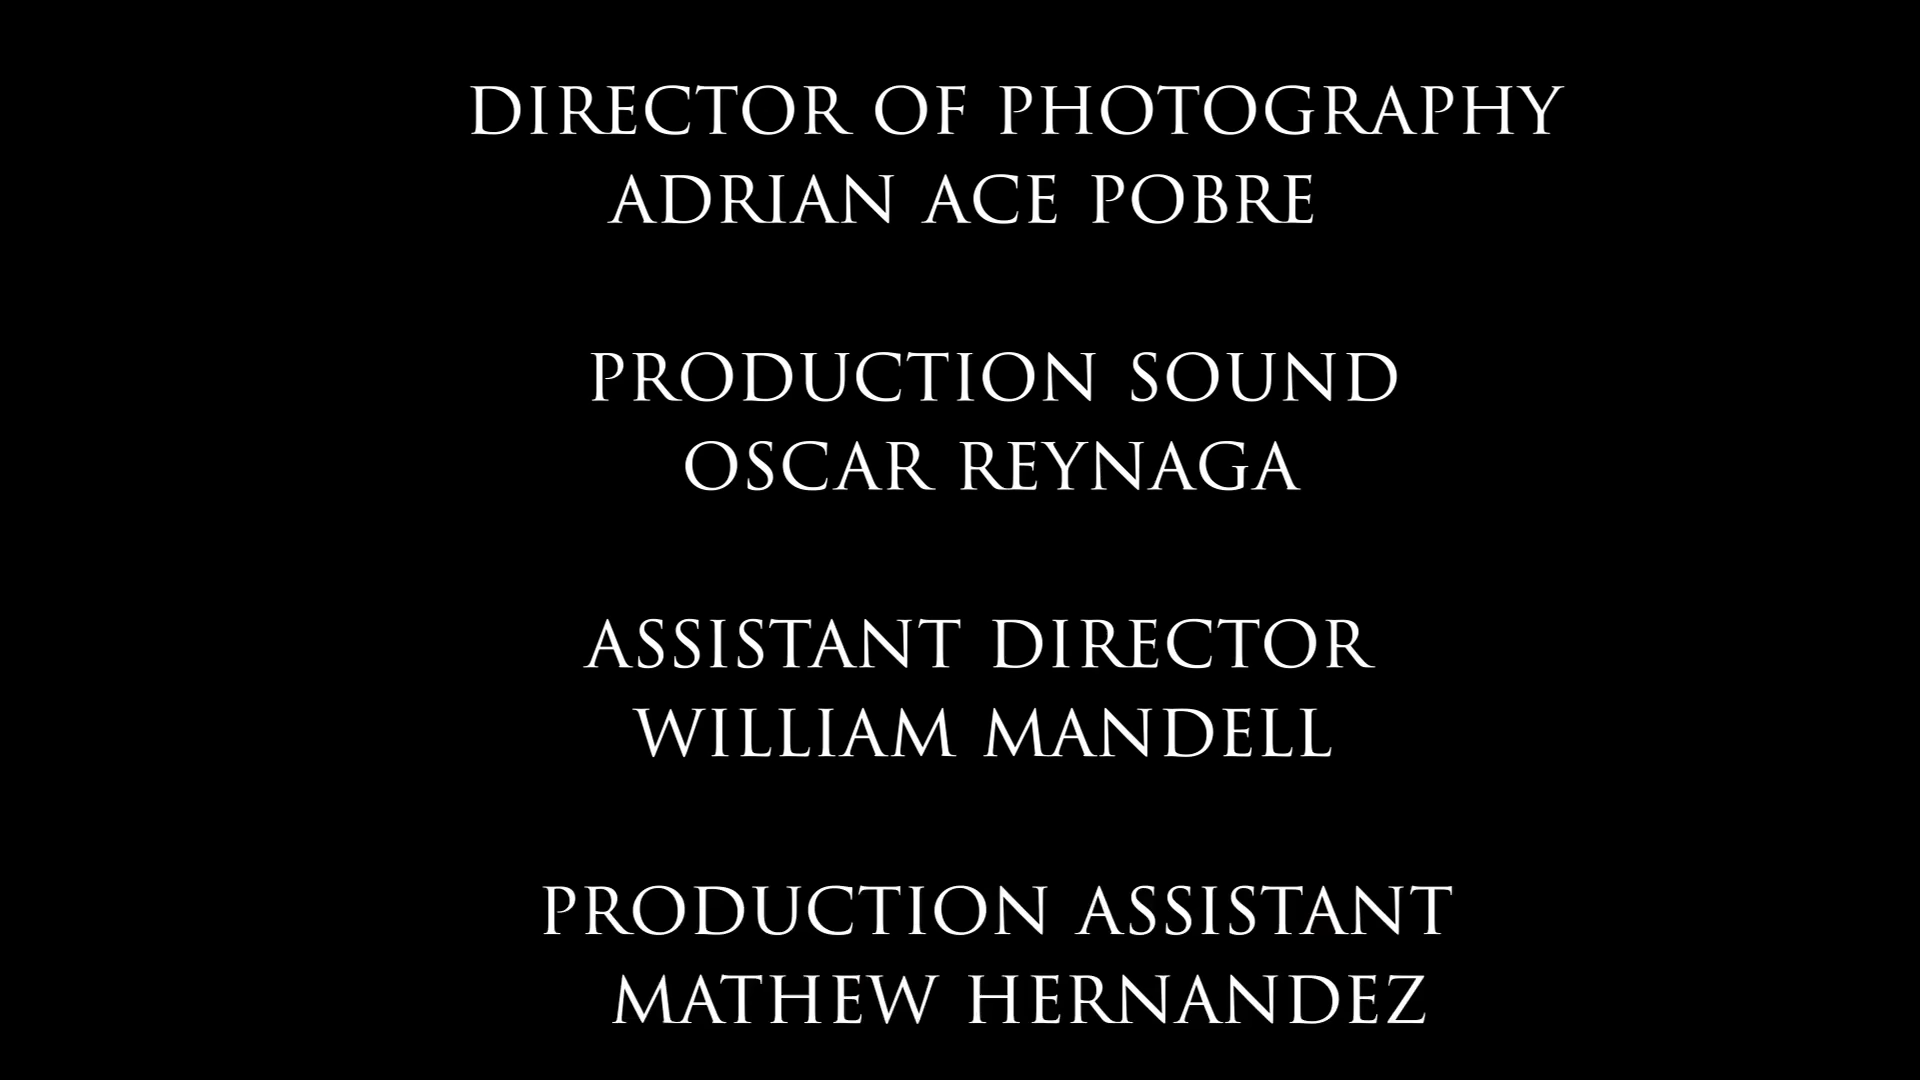 DIRECTOR OF PHOTOGRAPHY
ADRIAN ACE POBRE
PRODUCTION SOUND
OSCAR REYNAGA
ASSISTANT DIRECTOR
WILLIAM MANDELL
PRODUCTION ASSISTANT
MATHEW HERNANDEZ